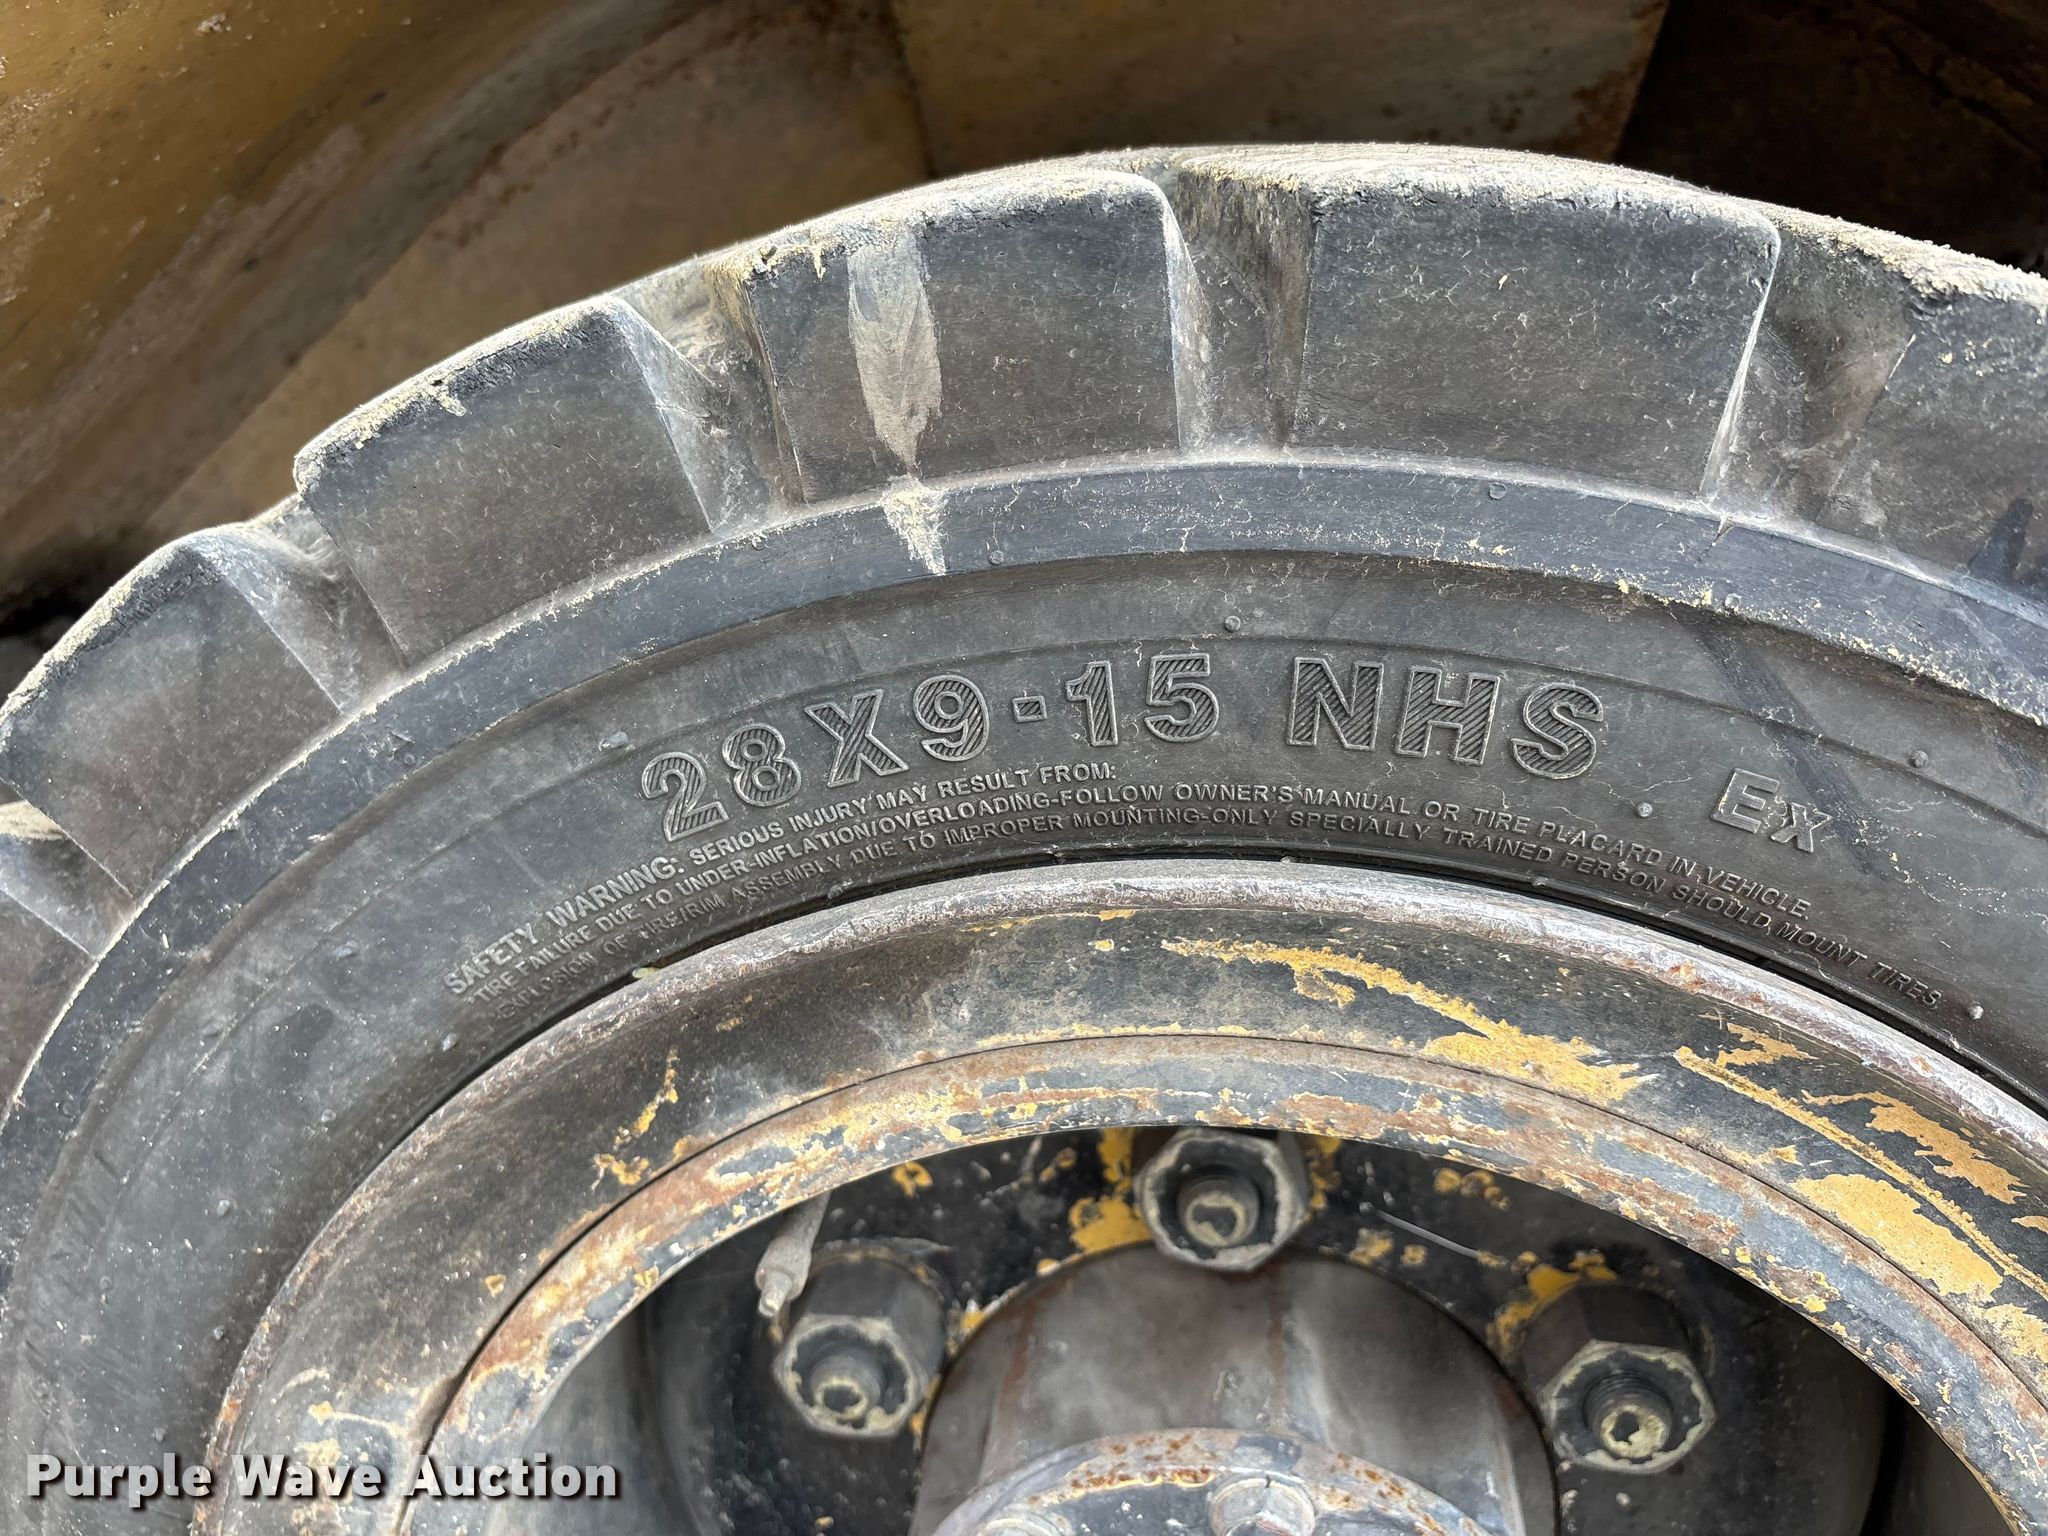 28X9-15 NHS Ex
SAFETY WARNING: SERIOUS INJURY MAY RESULT FROM:
*TIRE FAILURE DUE TO UNDER-INFLATION/OVERLOADING-FOLLOW OWNER'S MANUAL OR TIRE PLACARD IN VEHICLE.
EXPLOSION OF TIRE/RIM ASSEMBLY DUE TO IMPROPER MOUNTING-ONLY SPECIALLY TRAINED PERSON SHOULD MOUNT TIRES
Purple Wave Auction